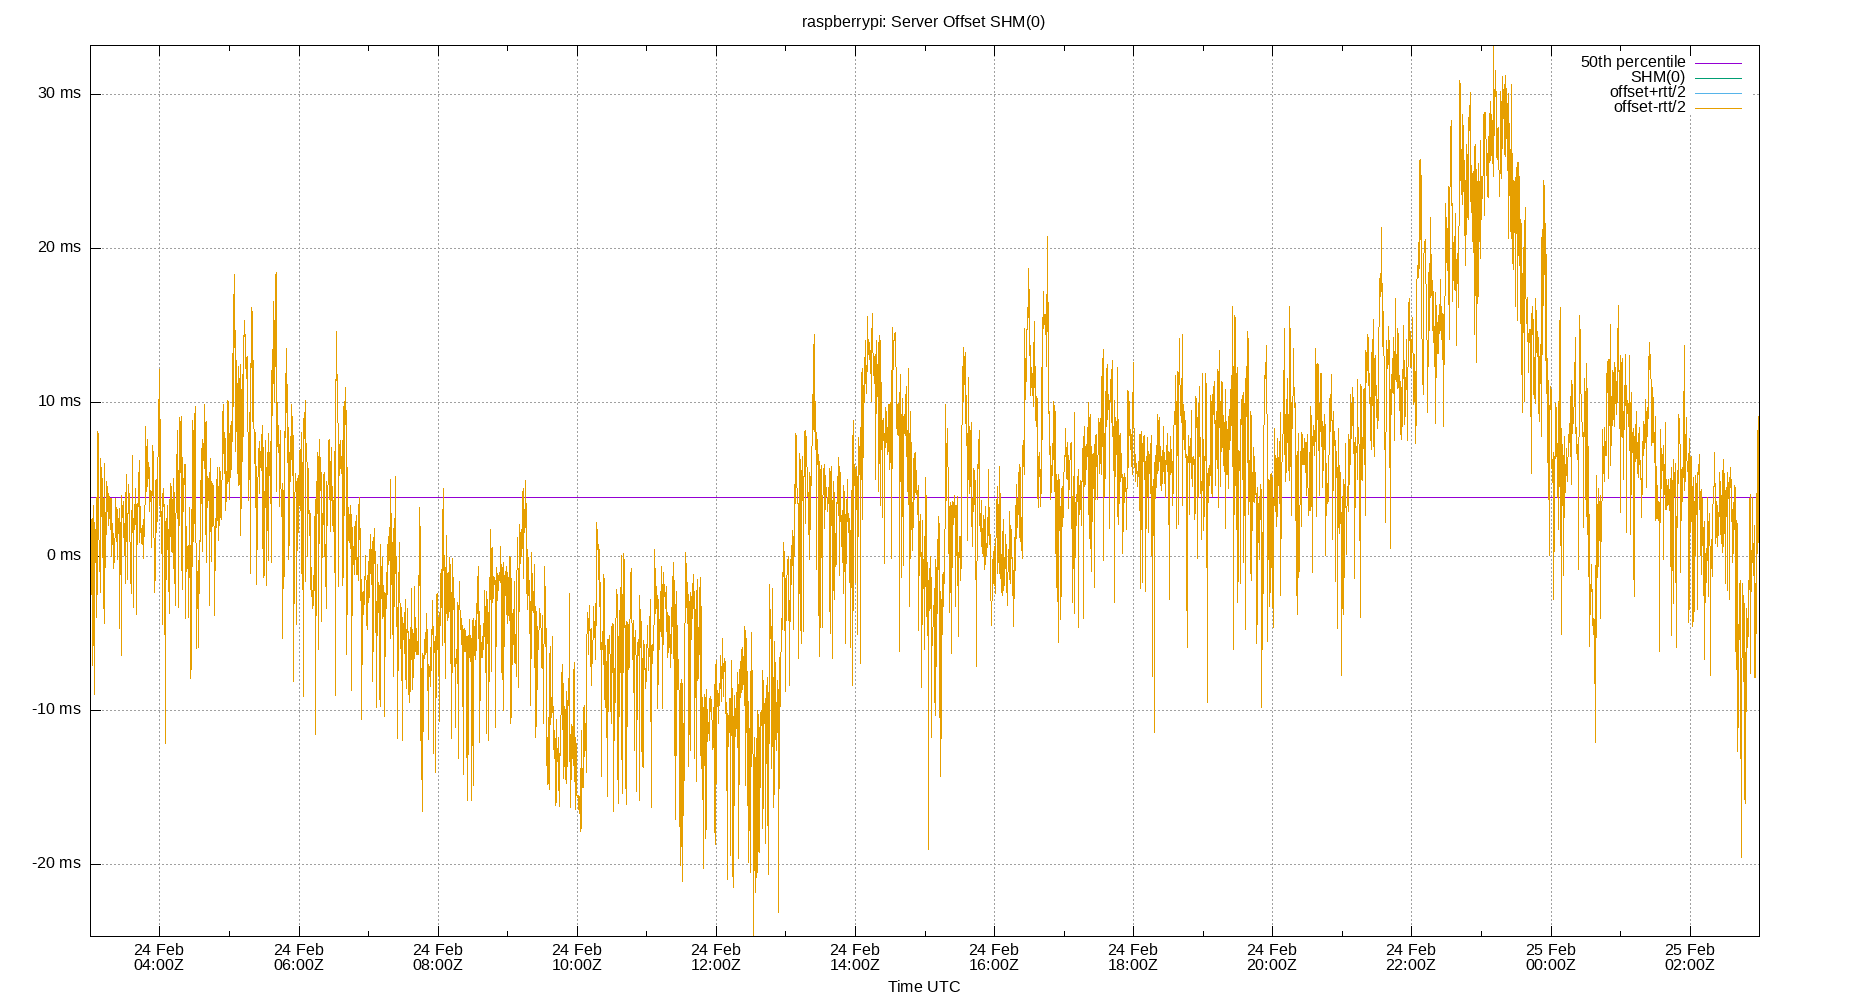 raspberrypi: Server Offset SHM(0)
50th percentile
SHM(0)
offset+rtt/2
offset-rtt/2
30 ms
20 ms
10 ms
0 ms
-10 ms
-20 ms
24 Feb 24 Feb 24 Feb 24 Feb 24 Feb 24 Feb 24 Feb 24 Feb 24 Feb 24 Feb 25 Feb 25 Feb
04:00Z 06:00Z 08:00Z 10:00Z 12:00Z 14:00Z 16:00Z 18:00Z 20:00Z 22:00Z 00:00Z 02:00Z
Time UTC